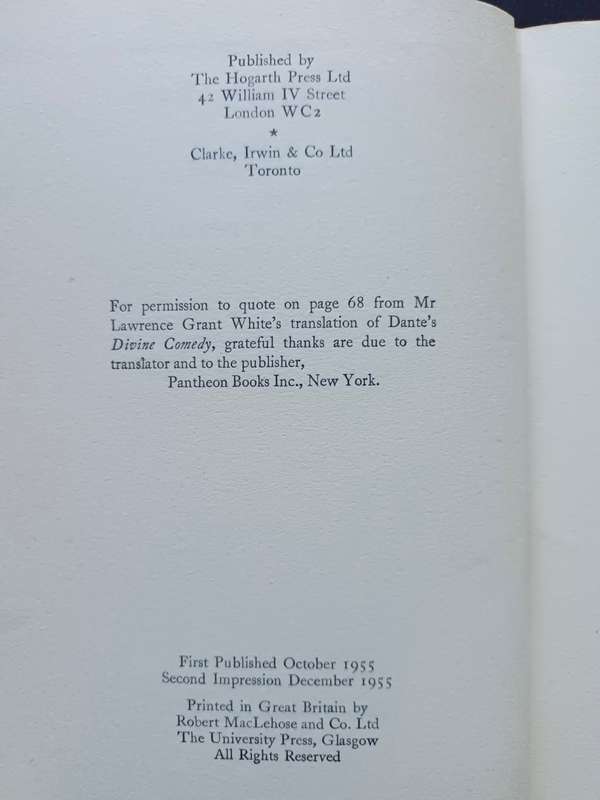 Published by
The Hogarth Press Ltd
42 William IV Street
London WC2
★
Clarke, Irwin & Co Ltd
Toronto
For permission to quote on page 68 from Mr
Lawrence Grant White's translation of Dante's
Divine Comedy, grateful thanks are due to the
translator and to the publisher,
Pantheon Books Inc., New York.
First Published October 1955
Second Impression December 1955
Printed in Great Britain by
Robert MacLehose and Co. Ltd
The University Press, Glasgow
All Rights Reserved